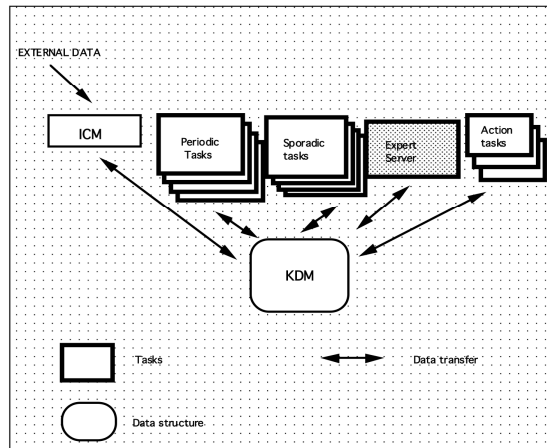 EXTERNAL DATA
ICM
Periodic
Tasks
Sporadic
tasks
Expert
Server
Action
tasks
KDM
Tasks
Data transfer
Data structure